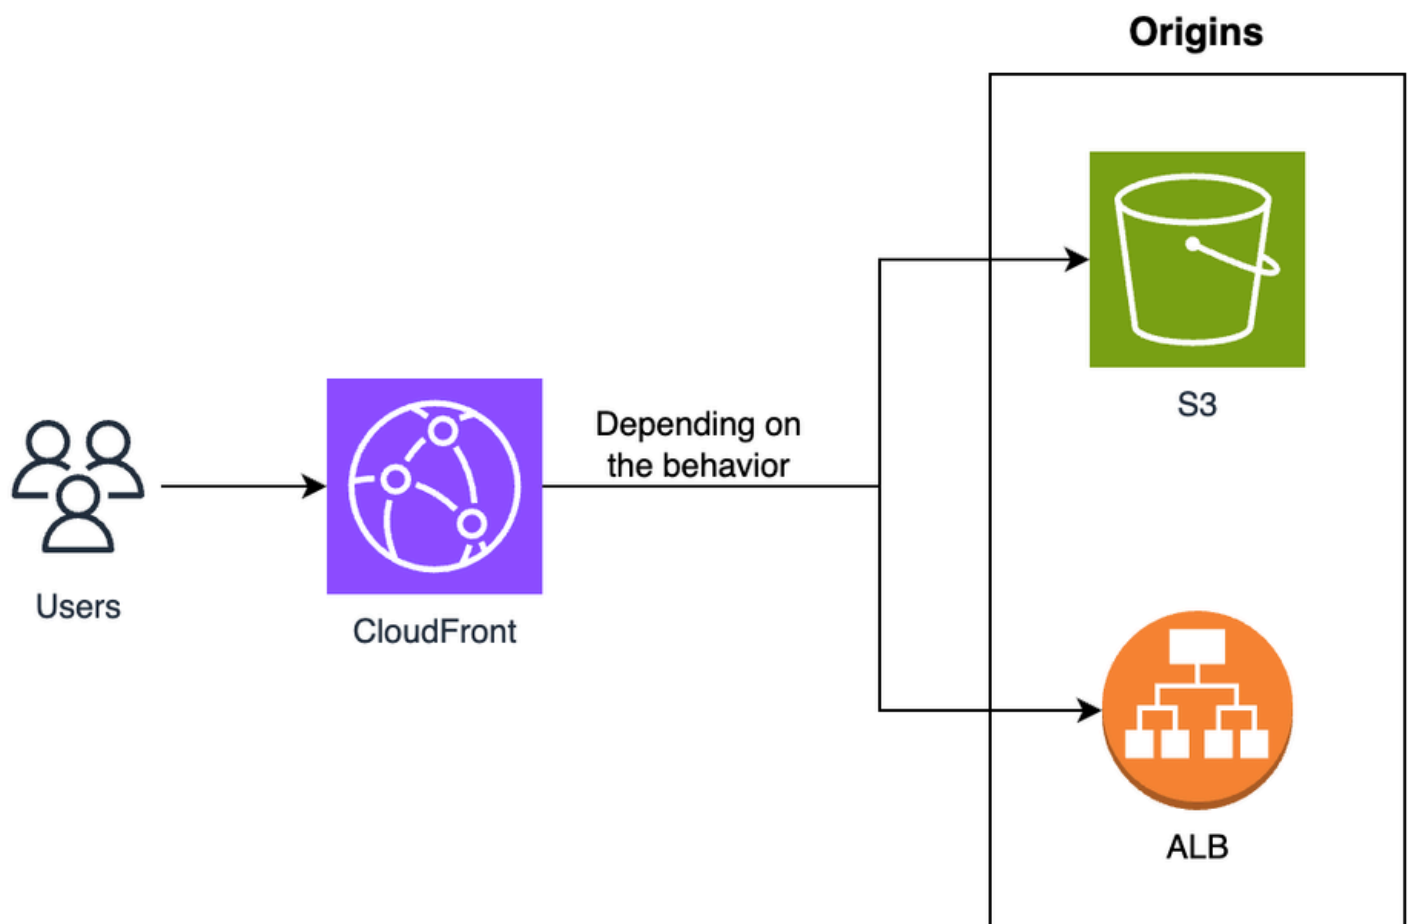 Origins
S3
Depending on
the behavior
Users
CloudFront
ALB